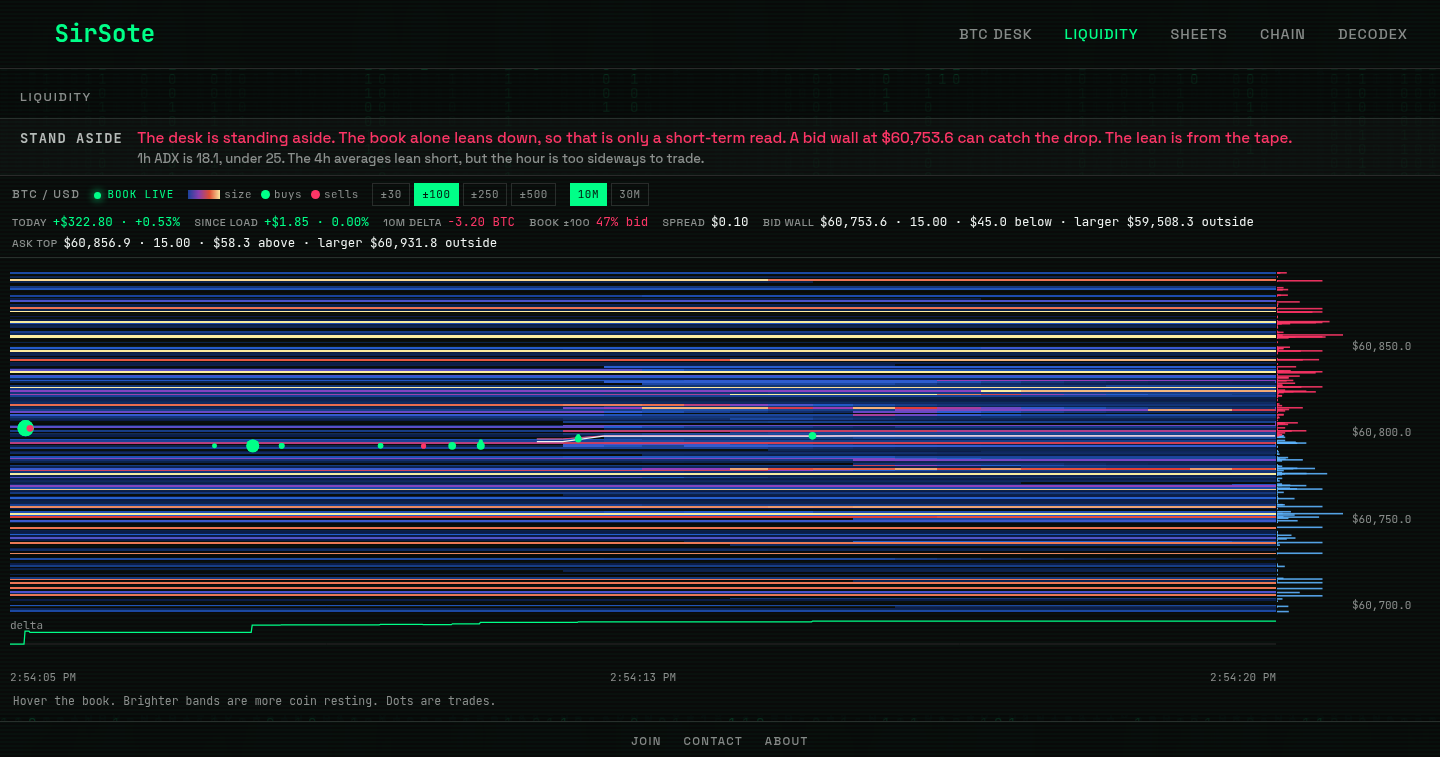 SirSote
BTC DESK LIQUIDITY SHEETS CHAIN DECODEX
LIQUIDITY
STAND ASIDE The desk is standing aside. The book alone leans down, so that is only a short-term read. A bid wall at $60,753.6 can catch the drop. The lean is from the tape.
1h ADX is 18.1, under 25. The 4h averages lean short, but the hour is too sideways to trade.
BTC / USD BOOK LIVE size buys sells ±30 ±100 ±250 ±500 10M 30M
TODAY +$322.80 · +0.53% SINCE LOAD +$1.85 · 0.00% 10M DELTA -3.20 BTC BOOK ±100 47% bid SPREAD $0.10 BID WALL $60,753.6 · 15.00 · $45.0 below · larger $59,508.3 outside
ASK TOP $60,856.9 · 15.00 · $58.3 above · larger $60,931.8 outside
$60,850.0
$60,800.0
$60,750.0
$60,700.0
delta
2:54:05 PM 2:54:13 PM 2:54:20 PM
Hover the book. Brighter bands are more coin resting. Dots are trades.
JOIN CONTACT ABOUT